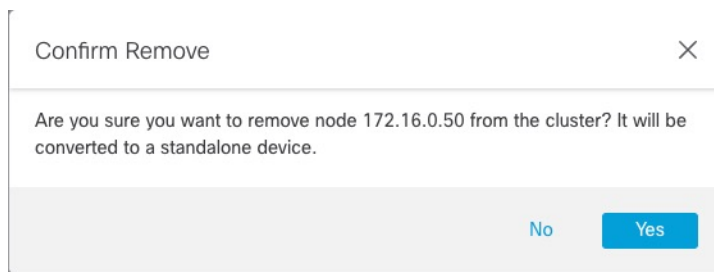 Confirm Remove
Are you sure you want to remove node 172.16.0.50 from the cluster? It will be
converted to a standalone device.
No Yes